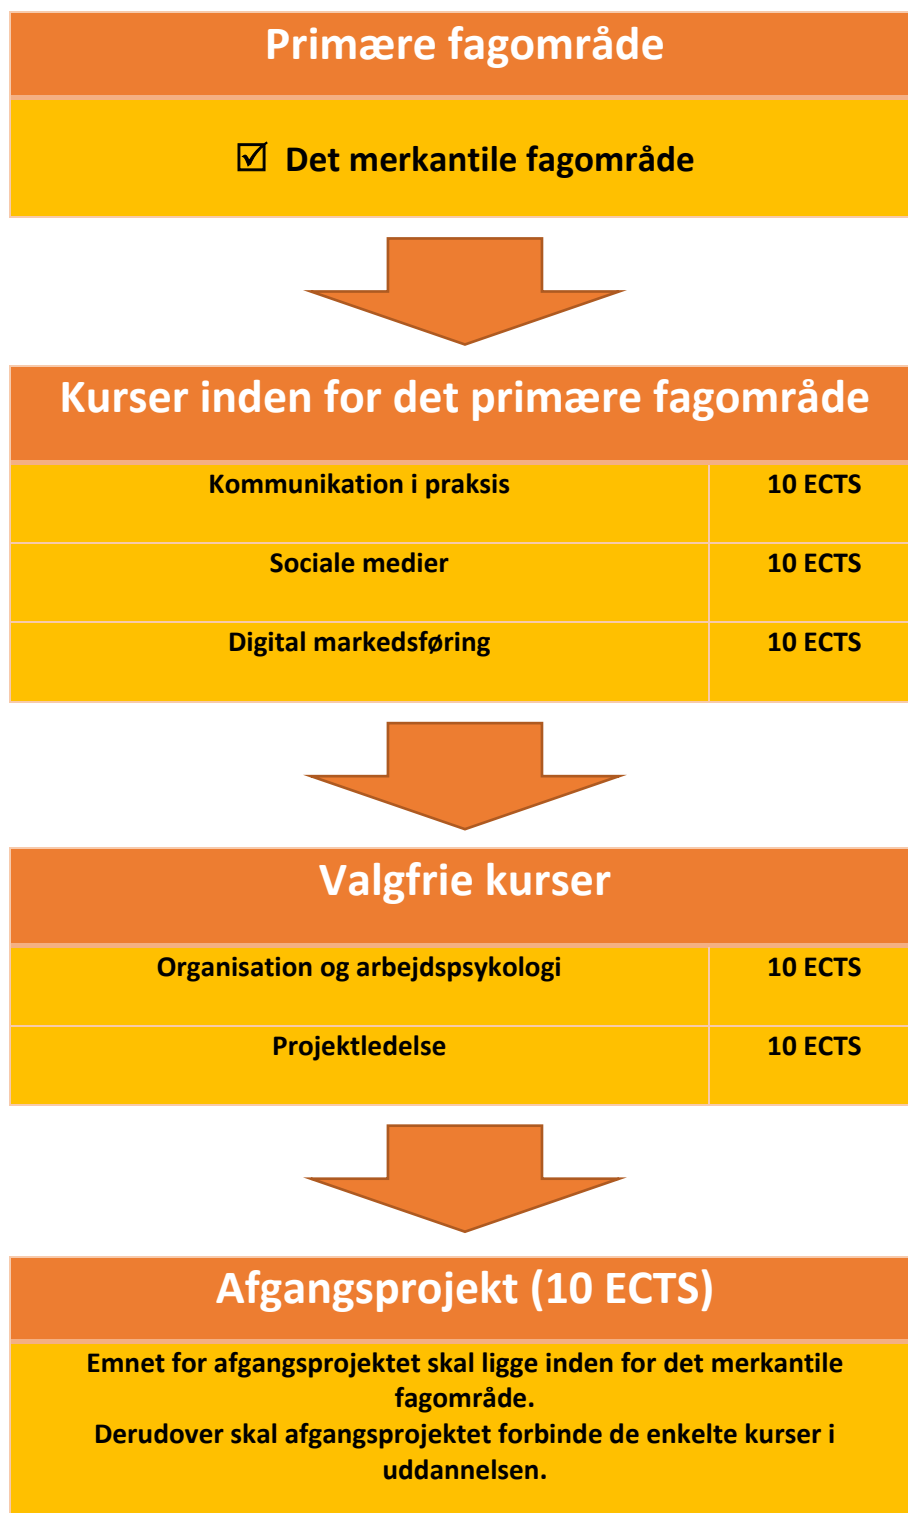 Primære fagområde
☑ Det merkantile fagområde
Kurser inden for det primære fagområde
Kommunikation i praksis 10 ECTS
Sociale medier 10 ECTS
Digital markedsføring 10 ECTS
Valgfrie kurser
Organisation og arbejdspsykologi 10 ECTS
Projektledelse 10 ECTS
Afgangsprojekt (10 ECTS)
Emnet for afgangsprojektet skal ligge inden for det merkantile
fagområde.
Derudover skal afgangsprojektet forbinde de enkelte kurser i
uddannelsen.